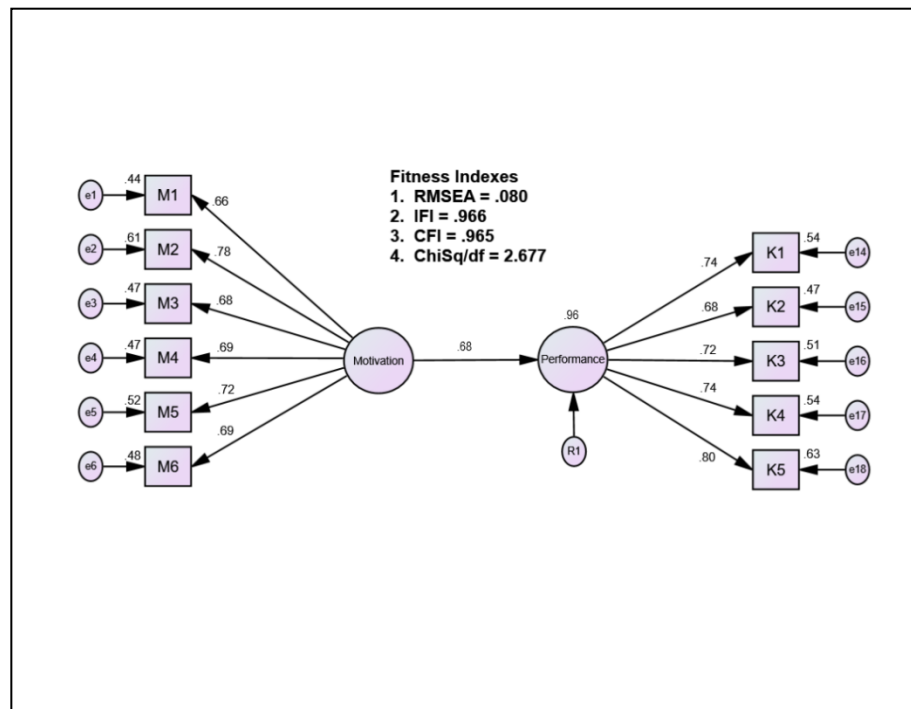 Fitness Indexes
1. RMSEA = .080
2. IFI = .966
3. CFI = .965
4. ChiSq/df = 2.677
e1 .44 M1 .66
e2 .61 M2 .78
e3 .47 M3 .68
e4 .47 M4 .69
e5 .52 M5 .72
e6 .48 M6 .69
Motivation
.68
.96
Performance
R1
.74 K1 .54 e14
.68 K2 .47 e15
.72 K3 .51 e16
.74 K4 .54 e17
.80 K5 .63 e18